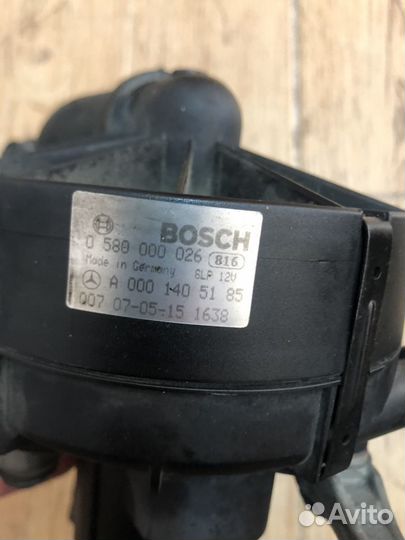 BOSCH
0 580 000 026 816
Made in Germany SLP 12V
A 000 140 51 85
Q07 07-05-15 1638
Avito